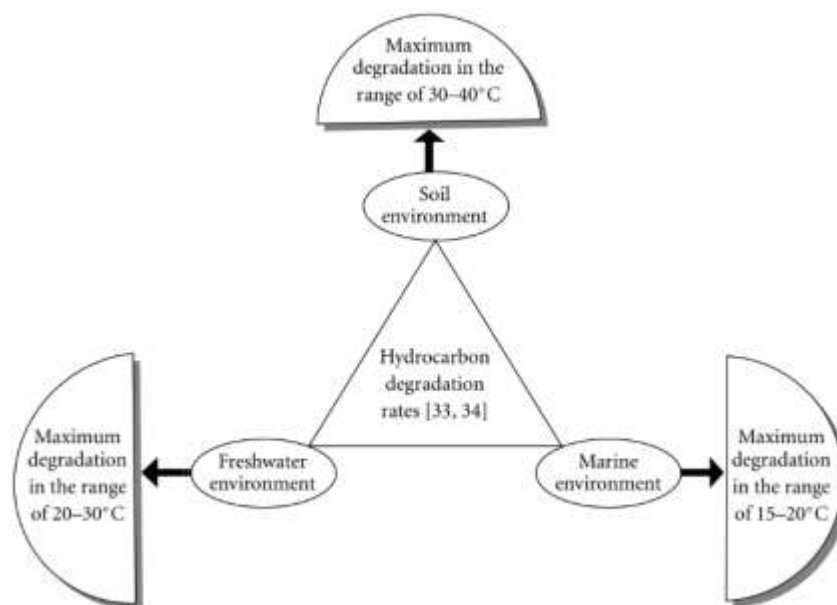 Maximum
degradation in the
range of 30–40°C
Soil
environment
Hydrocarbon
degradation
rates [33, 34]
Maximum
degradation
in the range
of 20–30°C
Freshwater
environment
Marine
environment
Maximum
degradation
in the range
of 15–20°C